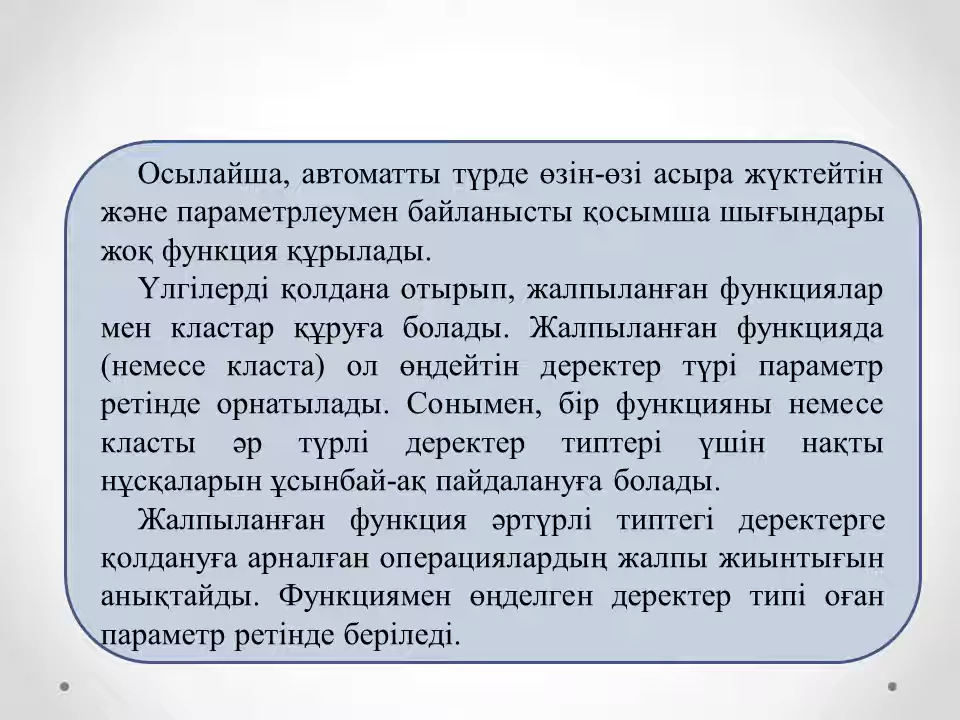 Осылайша, автоматты түрде өзін-өзі асыра жүктейтін
және параметрлеумен байланысты қосымша шығындары
жоқ функция құрылады.
Үлгілерді қолдана отырып, жалпыланған функциялар
мен кластар құруға болады. Жалпыланған функцияда
(немесе класта) ол өңдейтін деректер түрі параметр
ретінде орнатылады. Сонымен, бір функцияны немесе
класты әр түрлі деректер типтері үшін нақты
нұсқаларын ұсынбай-ақ пайдалануға болады.
Жалпыланған функция әртүрлі типтегі деректерге
қолдануға арналған операциялардың жалпы жиынтығын
анықтайды. Функциямен өңделген деректер типі оған
параметр ретінде беріледі.